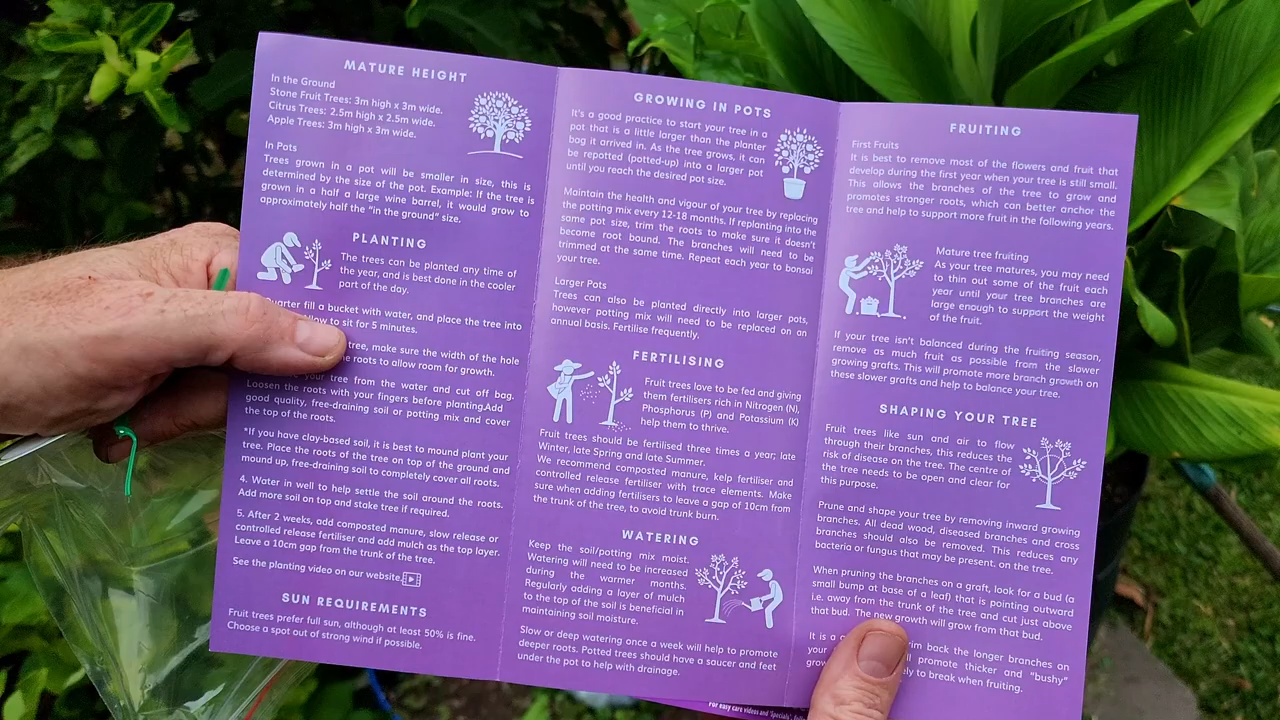 MATURE HEIGHT
In the Ground
Stone Fruit Trees: 3m high x 3m wide.
Citrus Trees: 2.5m high x 2.5m wide.
Apple Trees: 3m high x 3m wide.
In Pots
Trees grown in a pot will be smaller in size, this is
determined by the size of the pot. Example: If the tree is
grown in a half a large wine barrel, it would grow to
approximately half the "in the ground" size.
PLANTING
The trees can be planted any time of
the year, and is best done in the cooler
part of the day.
Quarter fill a bucket with water, and place the tree into
to sit for 5 minutes.
tree, make sure the width of the hole
roots to allow room for growth.
your tree from the water and cut off bag.
Loosen the roots with your fingers before planting.Add
good quality, free-draining soil or potting mix and cover
the top of the roots.
*If you have clay-based soil, it is best to mound plant your
tree. Place the roots of the tree on top of the ground and
mound up, free-draining soil to completely cover all roots.
4. Water in well to help settle the soil around the roots.
Add more soil on top and stake tree if required.
5. After 2 weeks, add composted manure, slow release or
controlled release fertiliser and add mulch as the top layer.
Leave a 10cm gap from the trunk of the tree.
See the planting video on our website.
SUN REQUIREMENTS
Fruit trees prefer full sun, although at least 50% is fine.
Choose a spot out of strong wind if possible.
GROWING IN POTS
It's a good practice to start your tree in a
pot that is a little larger than the planter
bag it arrived in. As the tree grows, it can
be repotted (potted-up) into a larger pot
until you reach the desired pot size.
Maintain the health and vigour of your tree by replacing
the potting mix every 12-18 months. If replanting into the
same pot size, trim the roots to make sure it doesn't
become root bound. The branches will need to be
trimmed at the same time. Repeat each year to bonsai
your tree.
Larger Pots
Trees can also be planted directly into larger pots,
however potting mix will need to be replaced on an
annual basis. Fertilise frequently.
FERTILISING
Fruit trees love to be fed and giving
them fertilisers rich in Nitrogen (N),
Phosphorus (P) and Potassium (K)
help them to thrive.
Fruit trees should be fertilised three times a year; late
Winter, late Spring and late Summer.
We recommend composted manure, kelp fertiliser and
controlled release fertiliser with trace elements. Make
sure when adding fertilisers to leave a gap of 10cm from
the trunk of the tree, to avoid trunk burn.
WATERING
Keep the soil/potting mix moist.
Watering will need to be increased
during the warmer months.
Regularly adding a layer of mulch
to the top of the soil is beneficial in
maintaining soil moisture.
Slow or deep watering once a week will help to promote
deeper roots. Potted trees should have a saucer and feet
under the pot to help with drainage.
FRUITING
First Fruits
It is best to remove most of the flowers and fruit that
develop during the first year when your tree is still small.
This allows the branches of the tree to grow and
promotes stronger roots, which can better anchor the
tree and help to support more fruit in the following years.
Mature tree fruiting
As your tree matures, you may need
to thin out some of the fruit each
year until your tree branches are
large enough to support the weight
of the fruit.
If your tree isn't balanced during the fruiting season,
remove as much fruit as possible from the slower
growing grafts. This will promote more branch growth on
these slower grafts and help to balance your tree.
SHAPING YOUR TREE
Fruit trees like sun and air to flow
through their branches, this reduces the
risk of disease on the tree. The centre of
the tree needs to be open and clear for
this purpose.
Prune and shape your tree by removing inward growing
branches. All dead wood, diseased branches and cross
branches should also be removed. This reduces any
bacteria or fungus that may be present, on the tree.
When pruning the branches on a graft, look for a bud (a
small bump at base of a leaf) that is pointing outward
i.e. away from the trunk of the tree and cut just above
that bud. The new growth will grow from that bud.
It is a back the longer branches on
your promote thicker and "bushy"
to break when fruiting.
For easy care videos and "Specials",